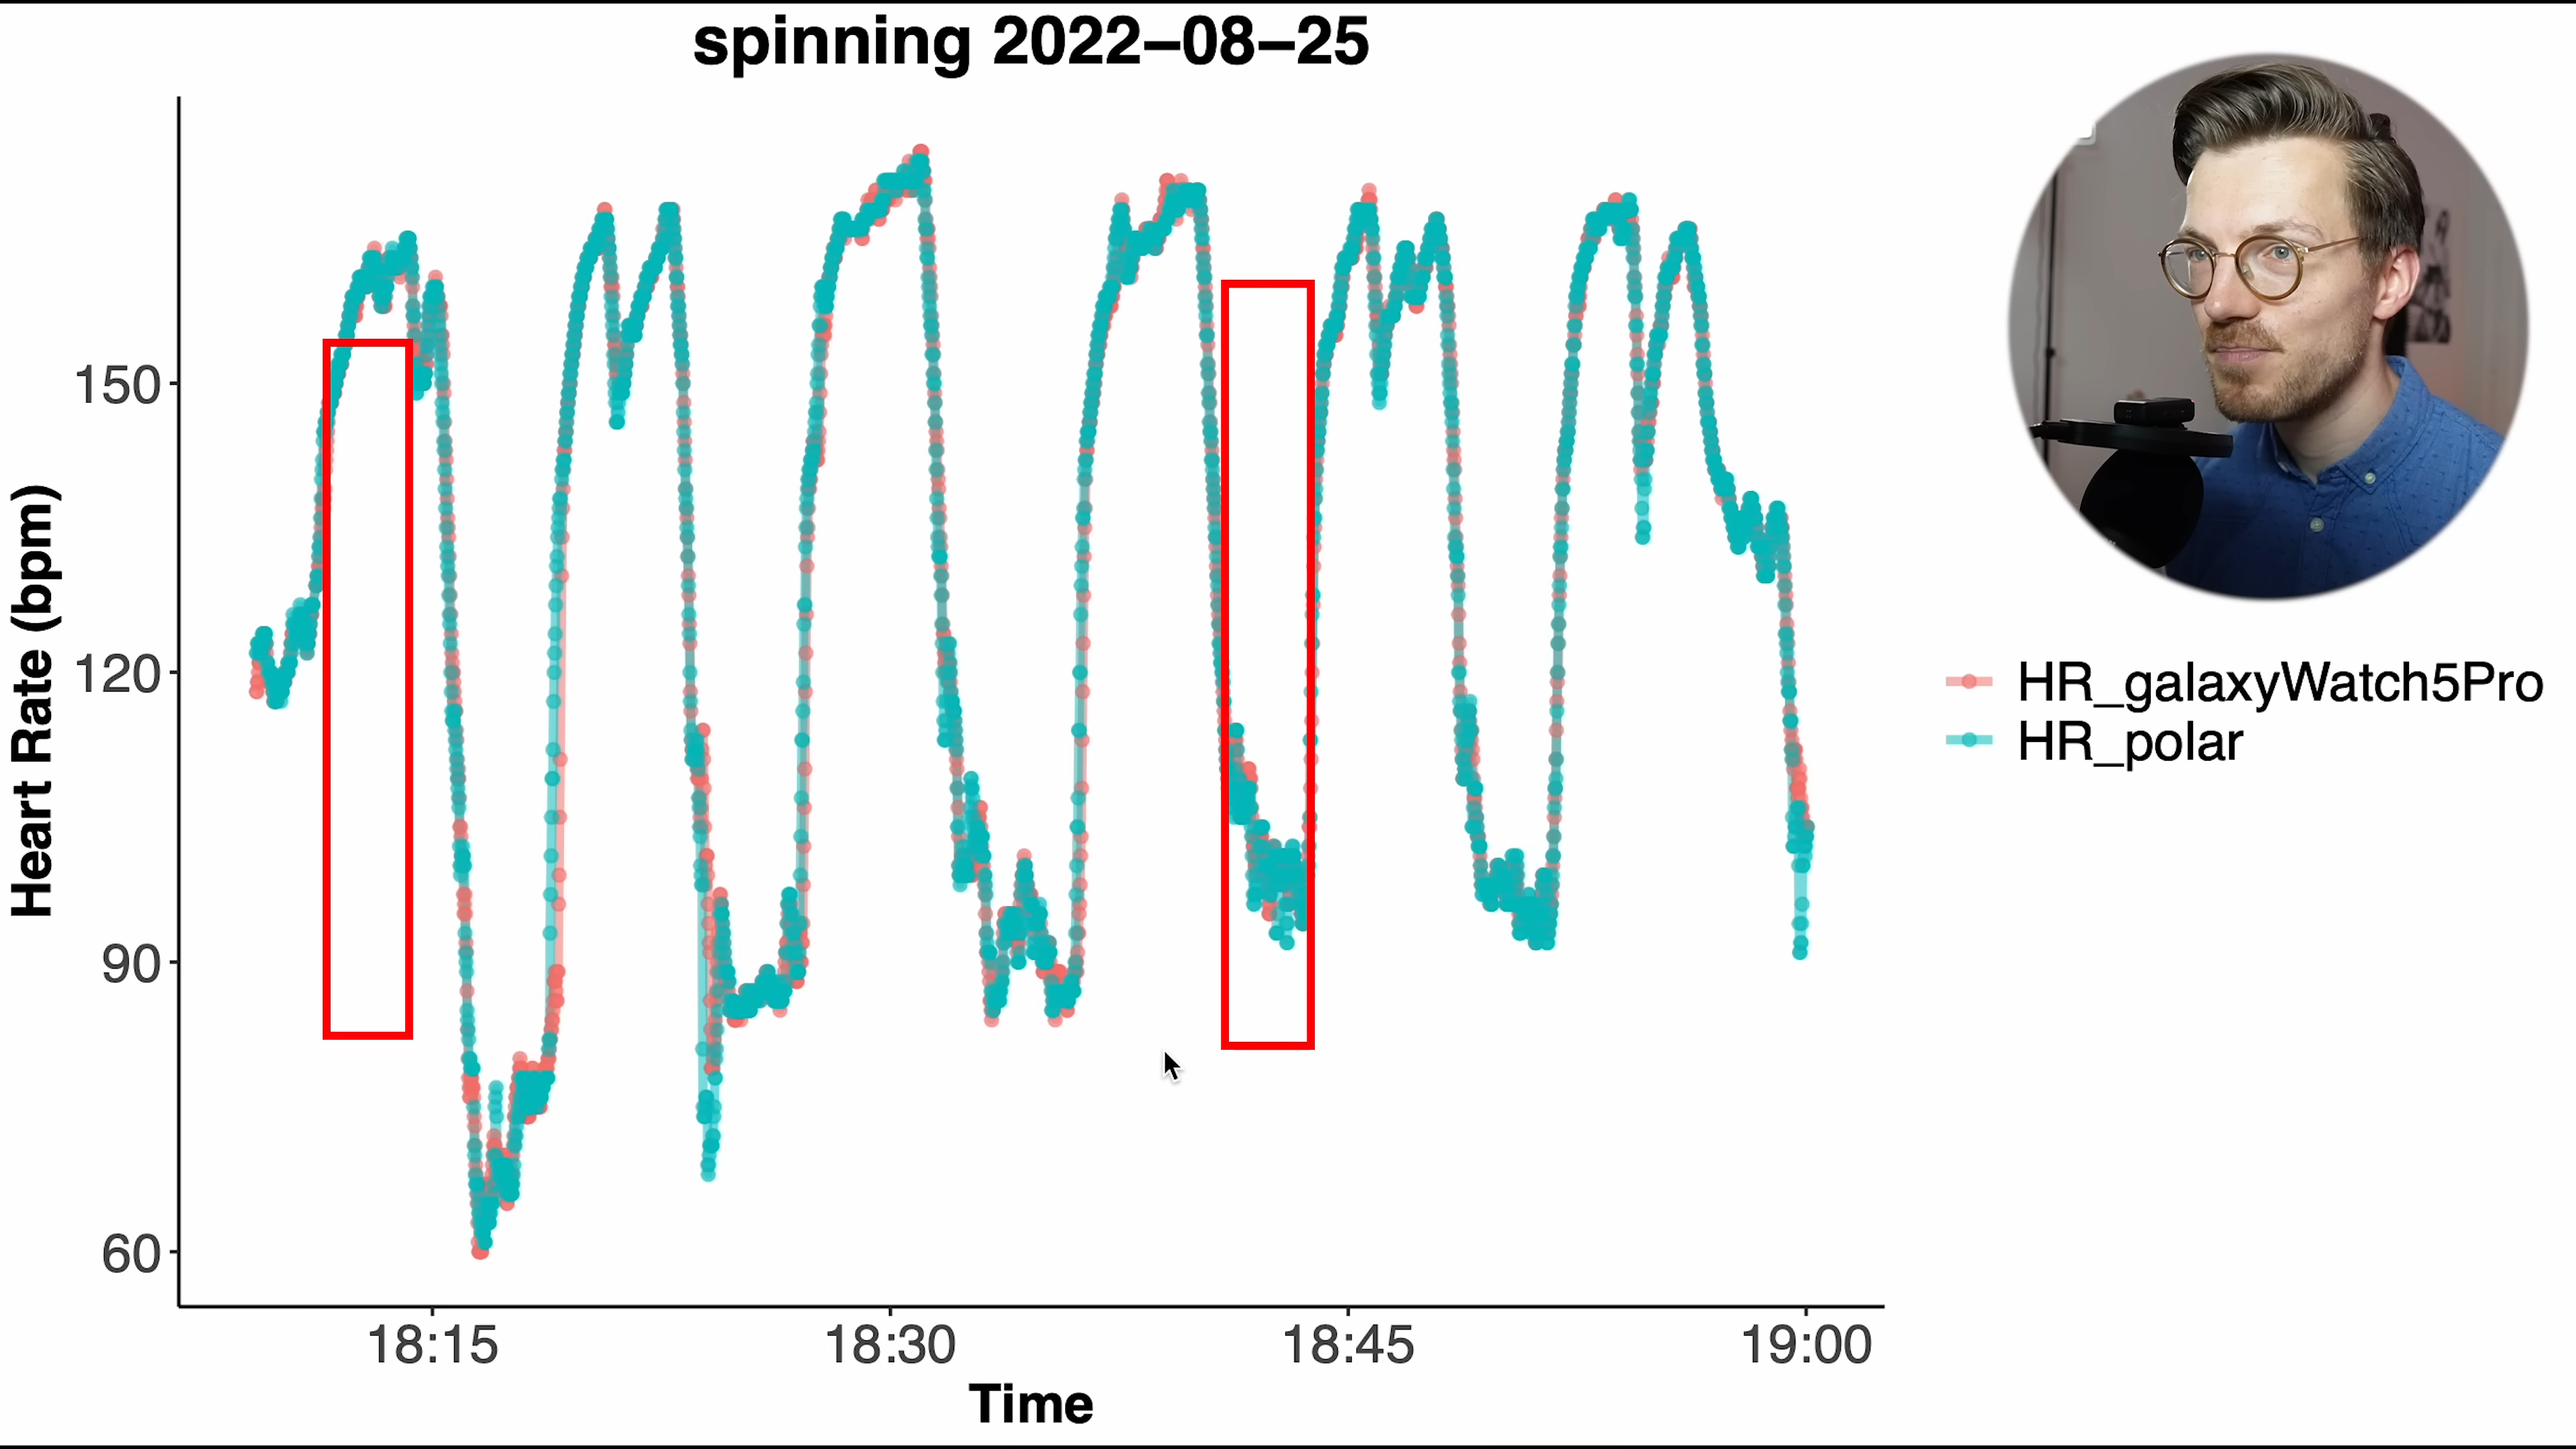 spinning 2022–08–25
Heart Rate (bpm)
150
120
90
60
18:15
18:30
18:45
19:00
Time
HR_galaxyWatch5Pro
HR_polar